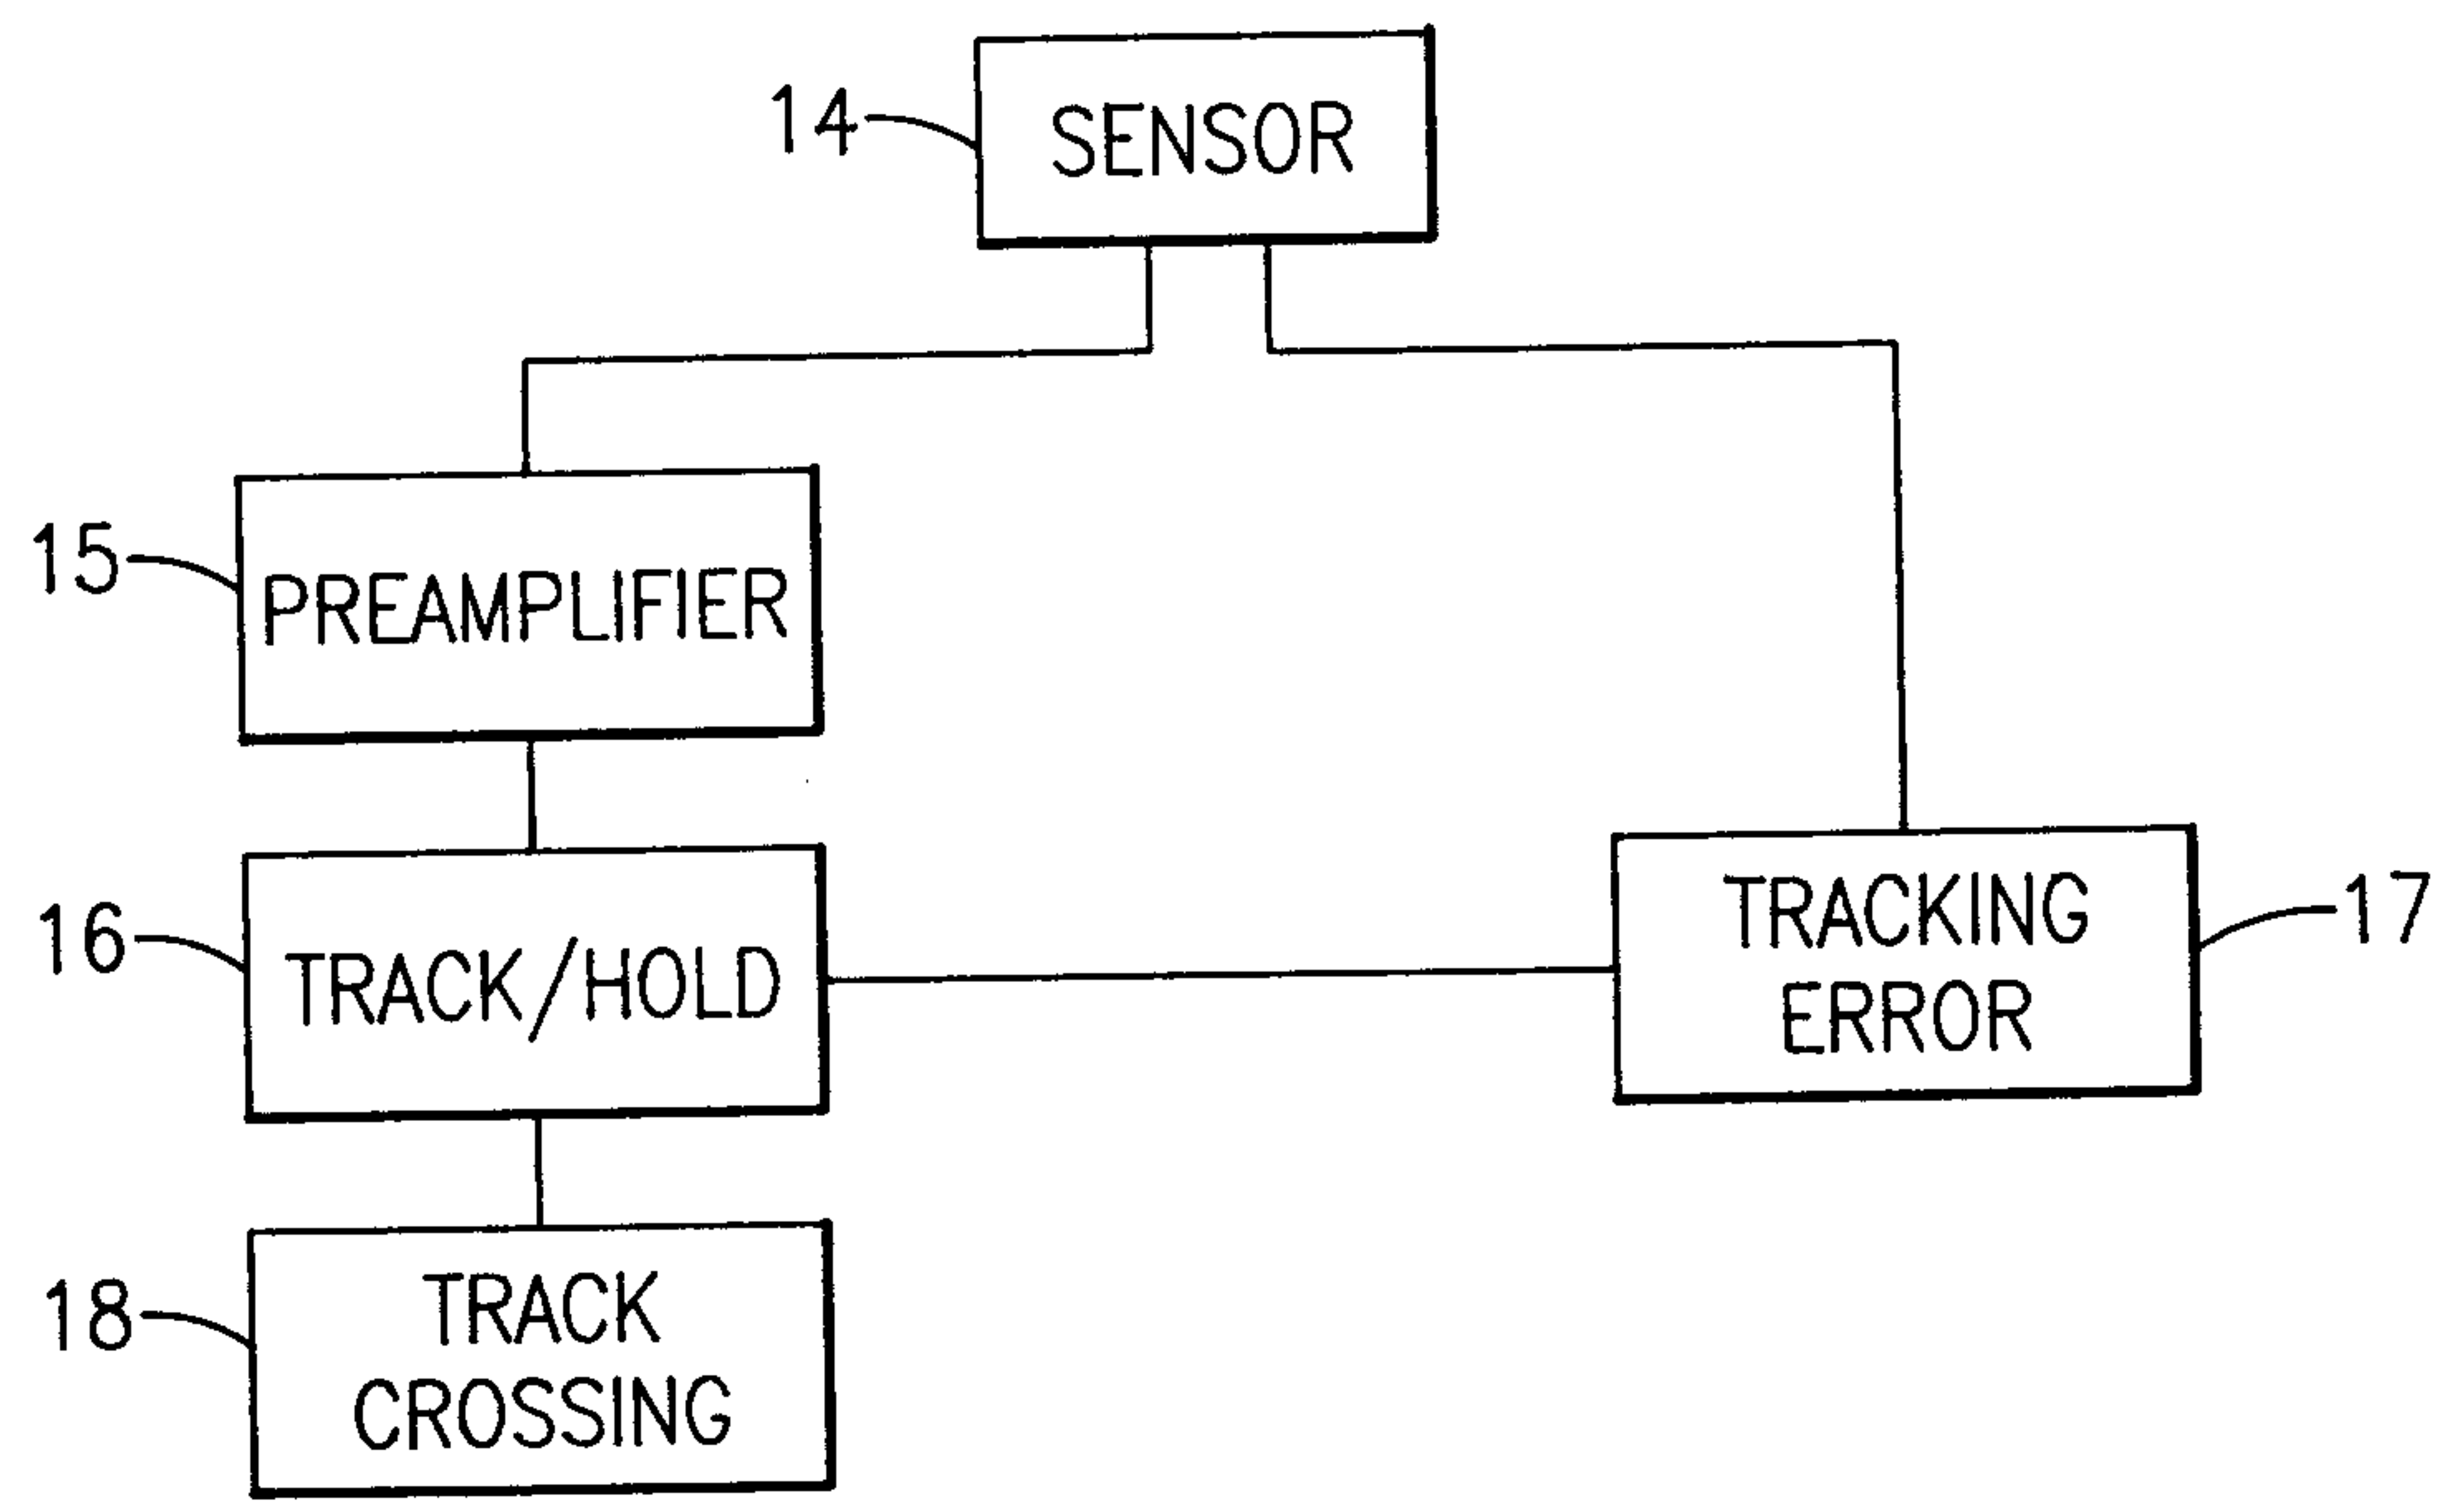 14
SENSOR
15
PREAMPLIFIER
16
TRACK/HOLD
TRACKING
ERROR
17
18
TRACK
CROSSING